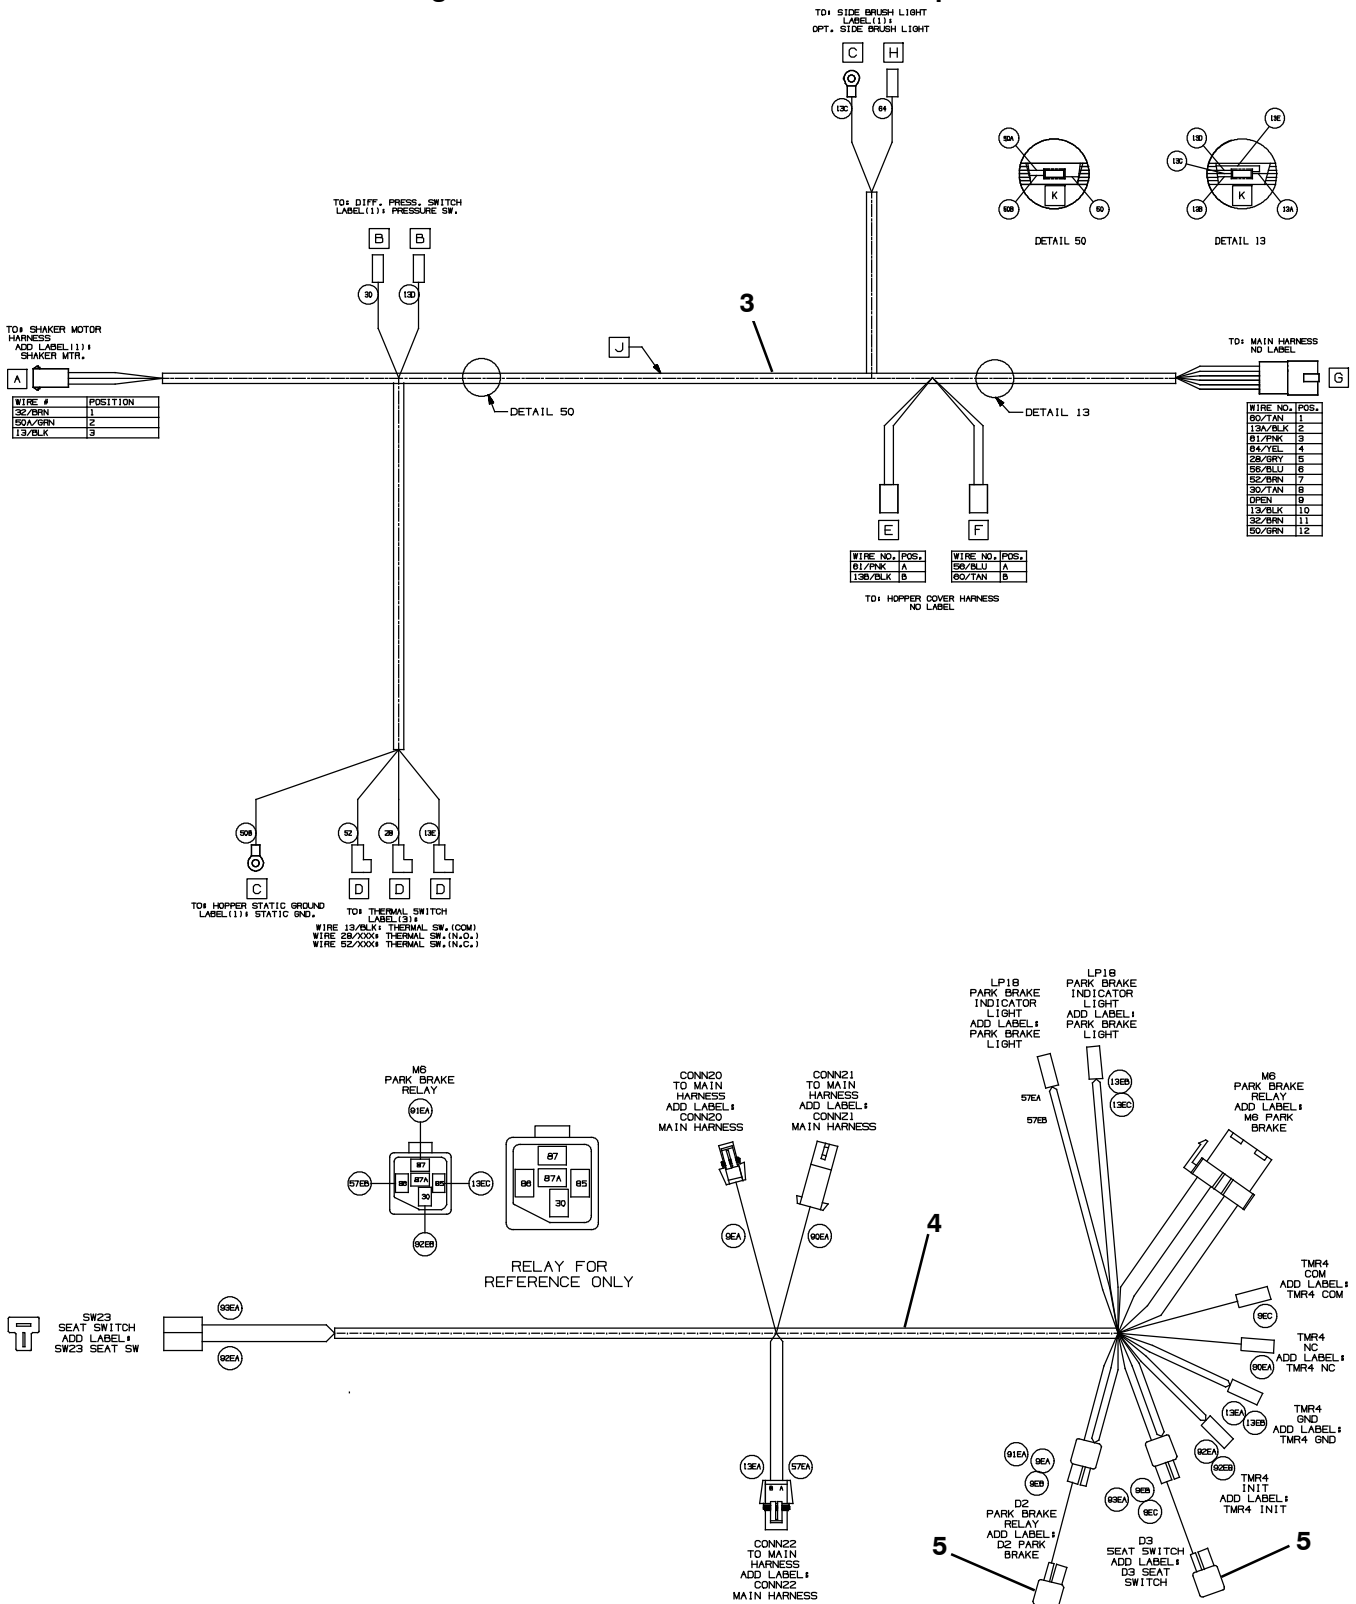 TO: SIDE BRUSH LIGHT
LABEL(1):
OPT. SIDE BRUSH LIGHT
C
H
13C
64
50A
50B
50
K
DETAIL 50
13E
13D
13C
13B
13A
K
DETAIL 13
TO: DIFF. PRESS. SWITCH
LABEL(1): PRESSURE SW.
B
B
30
13D
3
J
TO: SHAKER MOTOR
HARNESS
ADD LABEL(1):
SHAKER MTR.
A
WIRE # POSITION
32/BRN 1
50A/GRN 2
13/BLK 3
DETAIL 50
DETAIL 13
TO: MAIN HARNESS
NO LABEL
G
WIRE NO. POS.
60/TAN 1
13A/BLK 2
61/PNK 3
64/YEL 4
28/GRY 5
56/BLU 6
52/BRN 7
30/TAN 8
OPEN 9
13/BLK 10
32/BRN 11
50/GRN 12
E
F
WIRE NO. POS.
61/PNK A
13B/BLK B
WIRE NO. POS.
56/BLU A
60/TAN B
TO: HOPPER COVER HARNESS
NO LABEL
50B
52
28
13E
C
D
D
D
TO: HOPPER STATIC GROUND
LABEL(1): STATIC GND.
TO: THERMAL SWITCH
LABEL(3):
WIRE 13/BLK: THERMAL SW.(COM)
WIRE 28/XXX: THERMAL SW.(N.O.)
WIRE 52/XXX: THERMAL SW.(N.C.)
LP18
PARK BRAKE
INDICATOR
LIGHT
ADD LABEL:
PARK BRAKE
LIGHT
LP18
PARK BRAKE
INDICATOR
LIGHT
ADD LABEL:
PARK BRAKE
LIGHT
57EA
57EB
13EB
13EC
M6
PARK BRAKE
RELAY
ADD LABEL:
M6 PARK
BRAKE
M6
PARK BRAKE
RELAY
91EA
57EB
13EC
92EB
87
87A
86
85
30
87
87A
86
85
30
RELAY FOR
REFERENCE ONLY
CONN20
TO MAIN
HARNESS
ADD LABEL:
CONN20
MAIN HARNESS
CONN21
TO MAIN
HARNESS
ADD LABEL:
CONN21
MAIN HARNESS
9EA
90EA
4
SW23
SEAT SWITCH
ADD LABEL:
SW23 SEAT SW
93EA
92EA
TMR4
COM
ADD LABEL:
TMR4 COM
9EC
TMR4
NC
ADD LABEL:
TMR4 NC
90EA
TMR4
GND
ADD LABEL:
TMR4 GND
13EA
13EB
TMR4
INIT
ADD LABEL:
TMR4 INIT
92EA
92EB
13EA
57EA
B A
CONN22
TO MAIN
HARNESS
ADD LABEL:
CONN22
MAIN HARNESS
91EA
9EA
9EB
D2
PARK BRAKE
RELAY
ADD LABEL:
D2 PARK
BRAKE
93EA
9EB
9EC
D3
SEAT SWITCH
ADD LABEL:
D3 SEAT
SWITCH
5
5